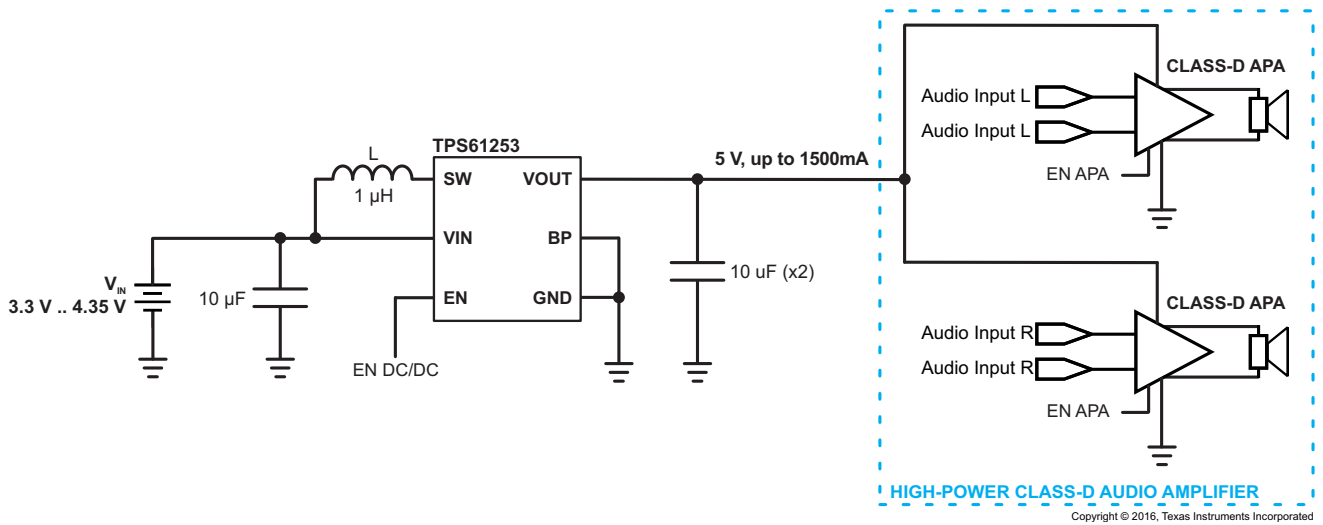 TPS61253
L
1 µH
SW
VOUT
VIN
BP
EN
GND
V_IN
3.3 V .. 4.35 V
10 µF
EN DC/DC
5 V, up to 1500mA
10 uF (x2)
CLASS-D APA
Audio Input L
Audio Input L
EN APA
CLASS-D APA
Audio Input R
Audio Input R
EN APA
HIGH-POWER CLASS-D AUDIO AMPLIFIER
Copyright © 2016, Texas Instruments Incorporated